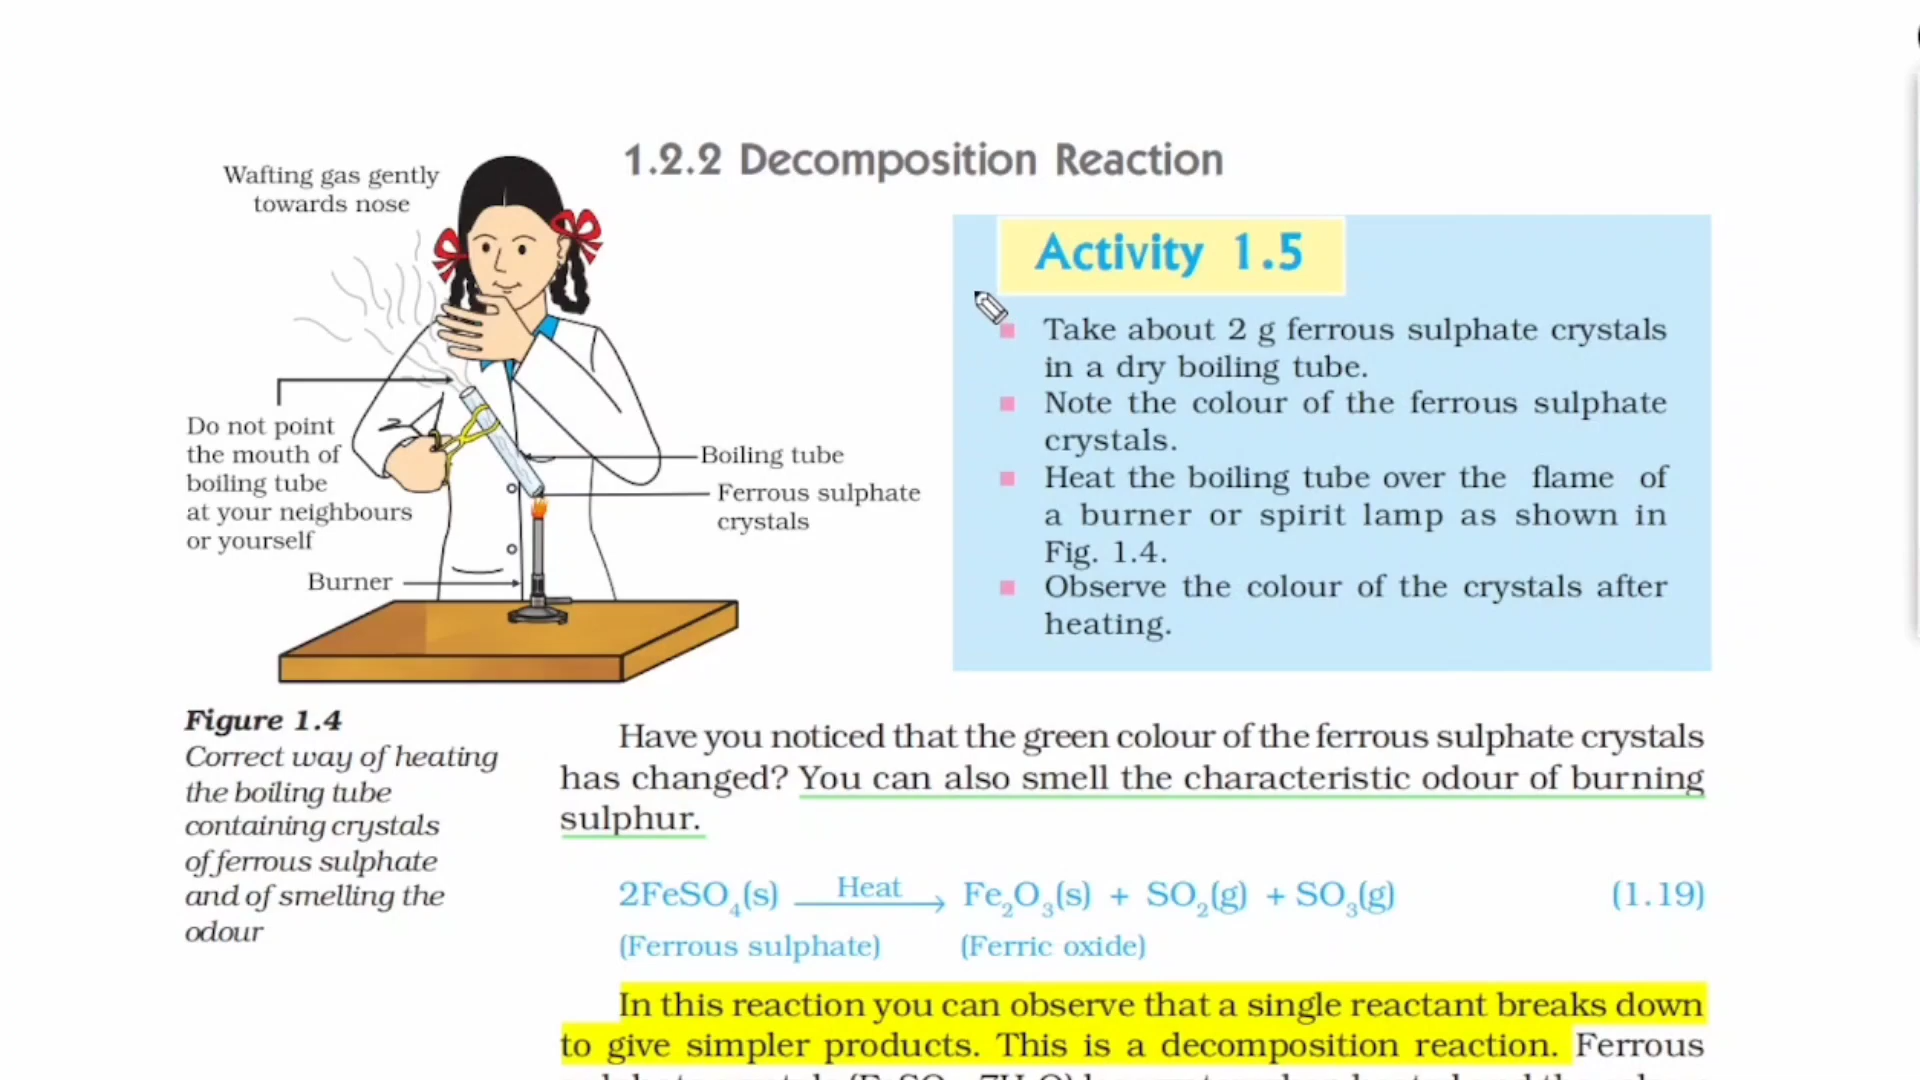 1.2.2 Decomposition Reaction
Wafting gas gently
towards nose
Do not point
the mouth of
boiling tube
at your neighbours
or yourself
Boiling tube
Ferrous sulphate
crystals
Burner
Figure 1.4
Correct way of heating
the boiling tube
containing crystals
of ferrous sulphate
and of smelling the
odour
Activity 1.5
Take about 2 g ferrous sulphate crystals
in a dry boiling tube.
Note the colour of the ferrous sulphate
crystals.
Heat the boiling tube over the flame of
a burner or spirit lamp as shown in
Fig. 1.4.
Observe the colour of the crystals after
heating.
Have you noticed that the green colour of the ferrous sulphate crystals
has changed? You can also smell the characteristic odour of burning
sulphur.
Heat
2FeSO₄(s) ⟶ Fe₂O₃(s) + SO₂(g) + SO₃(g) (1.19)
(Ferrous sulphate) (Ferric oxide)
In this reaction you can observe that a single reactant breaks down
to give simpler products. This is a decomposition reaction. Ferrous